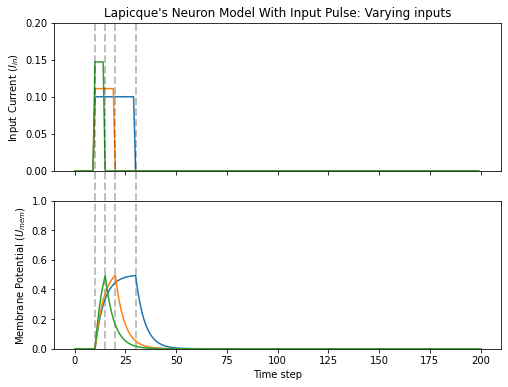 Lapicque's Neuron Model With Input Pulse: Varying inputs
Input Current (I_in)
0.20
0.15
0.10
0.05
0.00
Membrane Potential (U_mem)
1.0
0.8
0.6
0.4
0.2
0.0
0 25 50 75 100 125 150 175 200
Time step